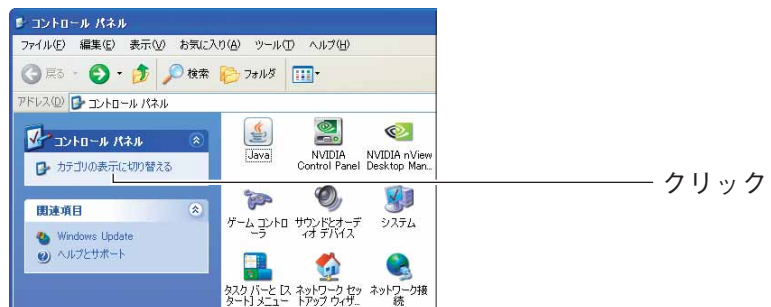 コントロール パネル
ファイル(F) 編集(E) 表示(V) お気に入り(A) ツール(T) ヘルプ(H)
戻る 検索 フォルダ
アドレス(D) コントロール パネル
コントロール パネル
カテゴリの表示に切り替える
関連項目
Windows Update
ヘルプとサポート
Java
NVIDIA
Control Panel
NVIDIA nView
Desktop Man...
ゲーム コントロ
ーラ
サウンドとオーデ
ィオ デバイス
システム
タスク バーと [ス
タート] メニュー
ネットワーク セッ
トアップ ウィザ...
ネットワーク接
続
クリック